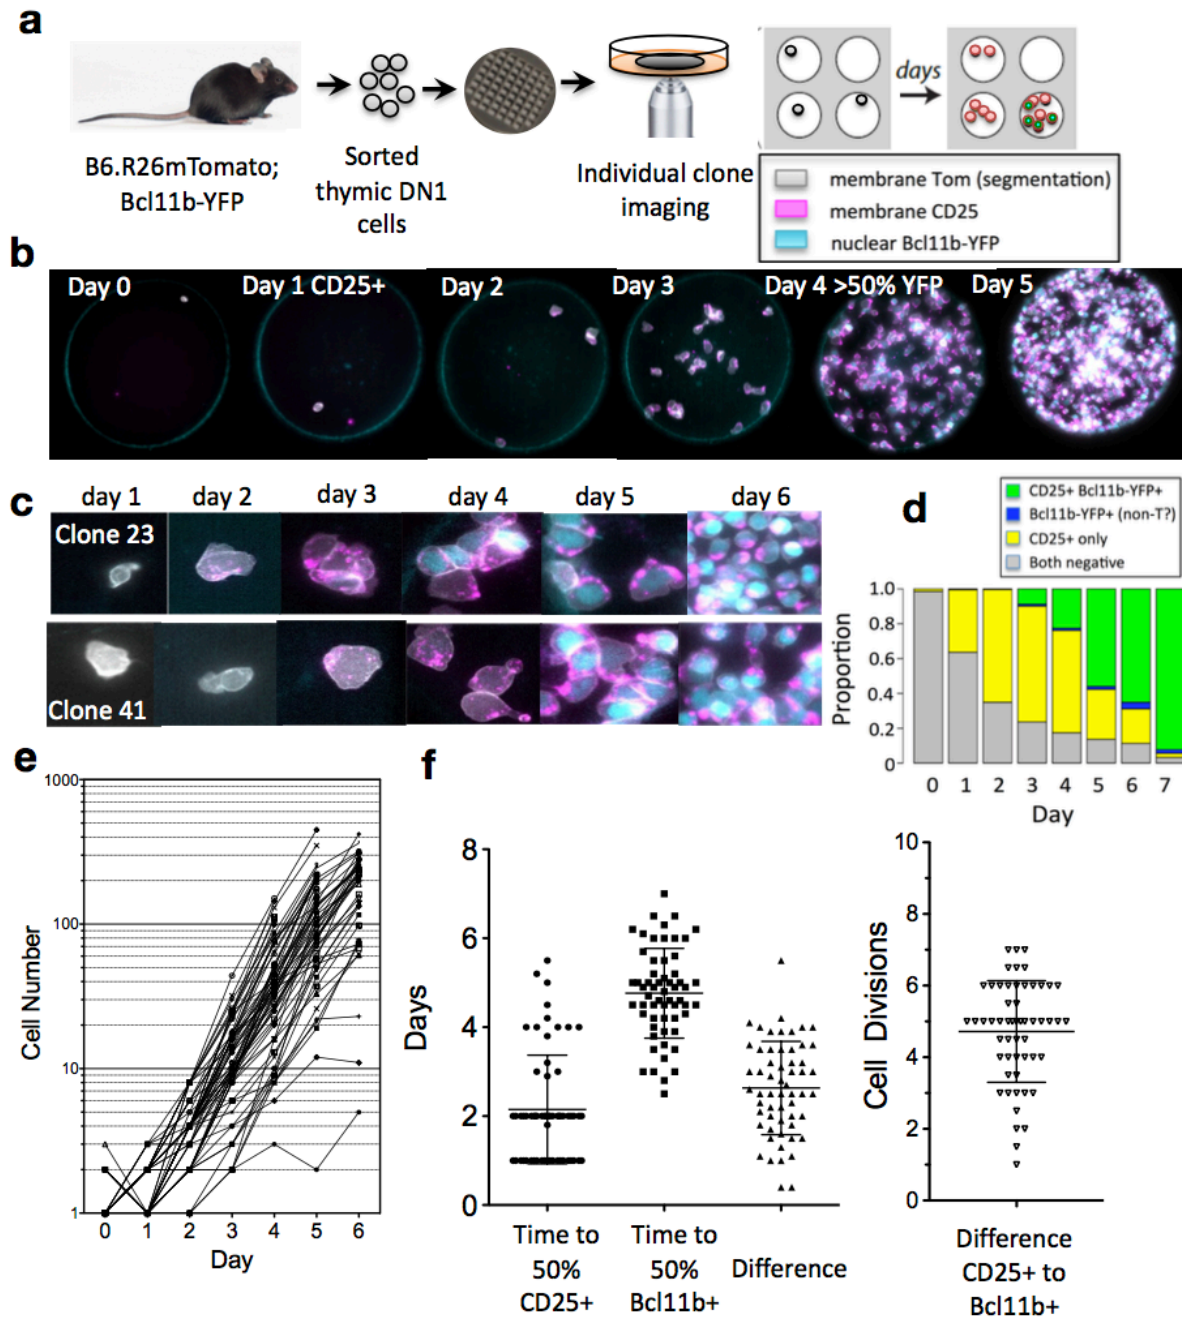 a
B6.R26mTomato;
Bcl11b-YFP
Sorted
thymic DN1
cells
Individual clone
imaging
days
membrane Tom (segmentation)
membrane CD25
nuclear Bcl11b-YFP
b
Day 0
Day 1 CD25+
Day 2
Day 3
Day 4 >50% YFP
Day 5
c
day 1
day 2
day 3
day 4
day 5
day 6
Clone 23
Clone 41
d
CD25+ Bcl11b-YFP+
Bcl11b-YFP+ (non-T?)
CD25+ only
Both negative
Proportion
1.0
0.8
0.6
0.4
0.2
0
0 1 2 3 4 5 6 7
Day
e
Cell Number
1000
100
10
1
0 1 2 3 4 5 6
Day
f
Days
8
6
4
2
0
Time to
50%
CD25+
Time to
50%
Bcl11b+
Difference
Cell Divisions
10
8
6
4
2
0
Difference
CD25+ to
Bcl11b+